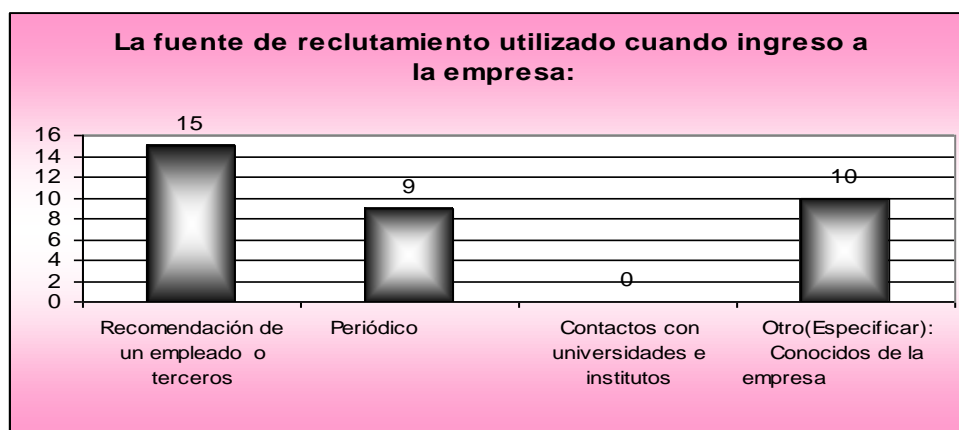 La fuente de reclutamiento utilizado cuando ingreso a
la empresa:
16
14
12
10
8
6
4
2
0
15
9
0
10
Recomendación de
un empleado o
terceros
Periódico
Contactos con
universidades e
institutos
Otro(Especificar):
Conocidos de la
empresa